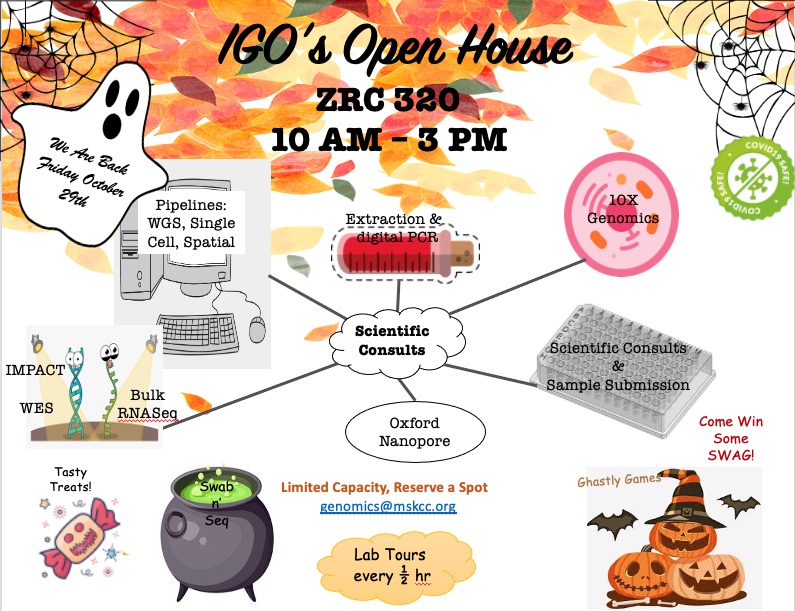 IGO's Open House
ZRC 320
10 AM – 3 PM
We Are Back
Friday October
29th
COVID19 SAFE!
COVID19 SAFE!
Pipelines:
WGS, Single
Cell, Spatial
Extraction &
digital PCR
10X
Genomics
Scientific
Consults
Scientific Consults
&
Sample Submission
IMPACT
WES
Bulk
RNASeq
Oxford
Nanopore
Come Win
Some
SWAG!
Tasty
Treats!
Swab
n'
Seq
Limited Capacity, Reserve a Spot
genomics@mskcc.org
Ghastly Games
Lab Tours
every ½ hr